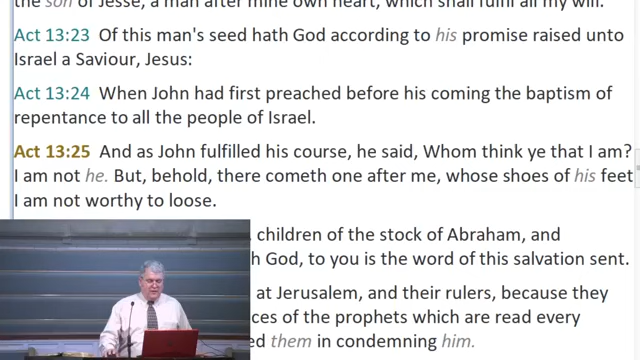 the son of Jesse, a man after mine own heart, which shall fulfil all my will.
Act 13:23 Of this man's seed hath God according to his promise raised unto
Israel a Saviour, Jesus:
Act 13:24 When John had first preached before his coming the baptism of
repentance to all the people of Israel.
Act 13:25 And as John fulfilled his course, he said, Whom think ye that I am?
I am not he. But, behold, there cometh one after me, whose shoes of his feet
I am not worthy to loose.
children of the stock of Abraham, and
h God, to you is the word of this salvation sent.
at Jerusalem, and their rulers, because they
ces of the prophets which are read every
ed them in condemning him.